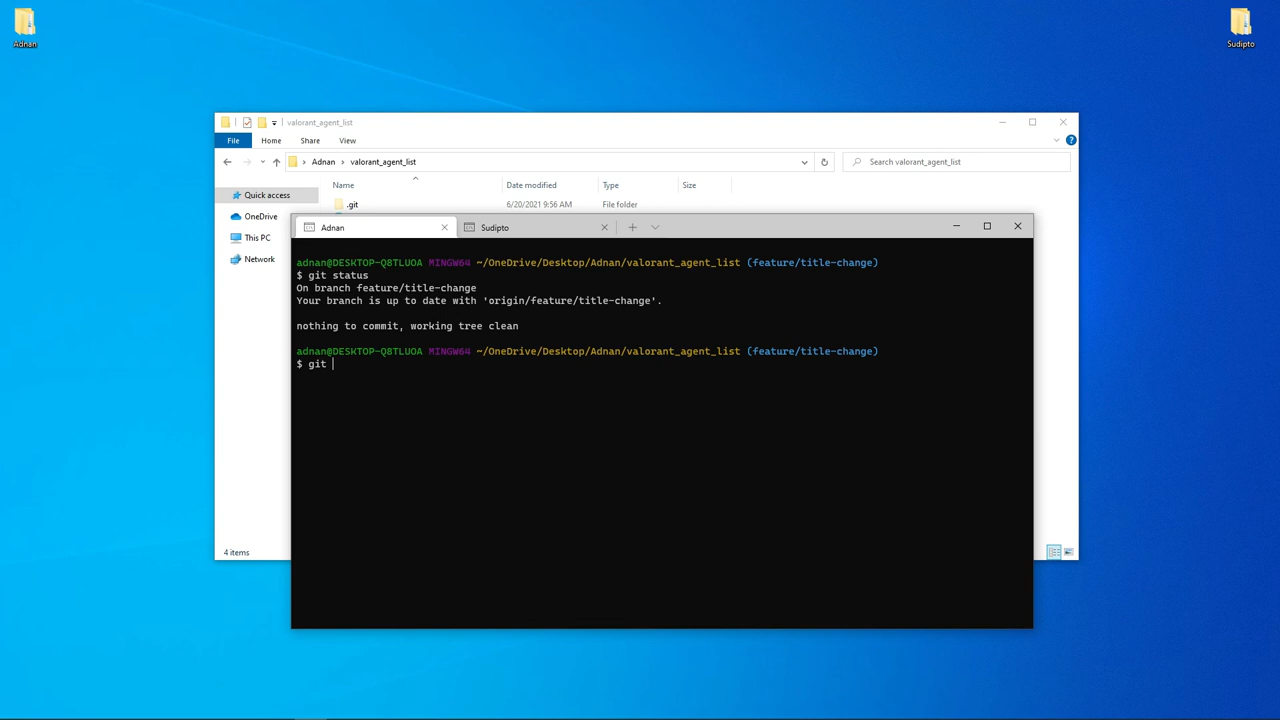 Adnan
Sudipto
valorant_agent_list
File Home Share View
Adnan valorant_agent_list
Search valorant_agent_list
Name Date modified Type Size
Quick access
.git 6/20/2021 9:56 AM File folder
OneDrive
This PC
Network
4 items
Adnan
Sudipto
adnan@DESKTOP-Q8TLUOA MINGW64 ~/OneDrive/Desktop/Adnan/valorant_agent_list (feature/title-change)
$ git status
On branch feature/title-change
Your branch is up to date with 'origin/feature/title-change'.
nothing to commit, working tree clean
adnan@DESKTOP-Q8TLUOA MINGW64 ~/OneDrive/Desktop/Adnan/valorant_agent_list (feature/title-change)
$ git